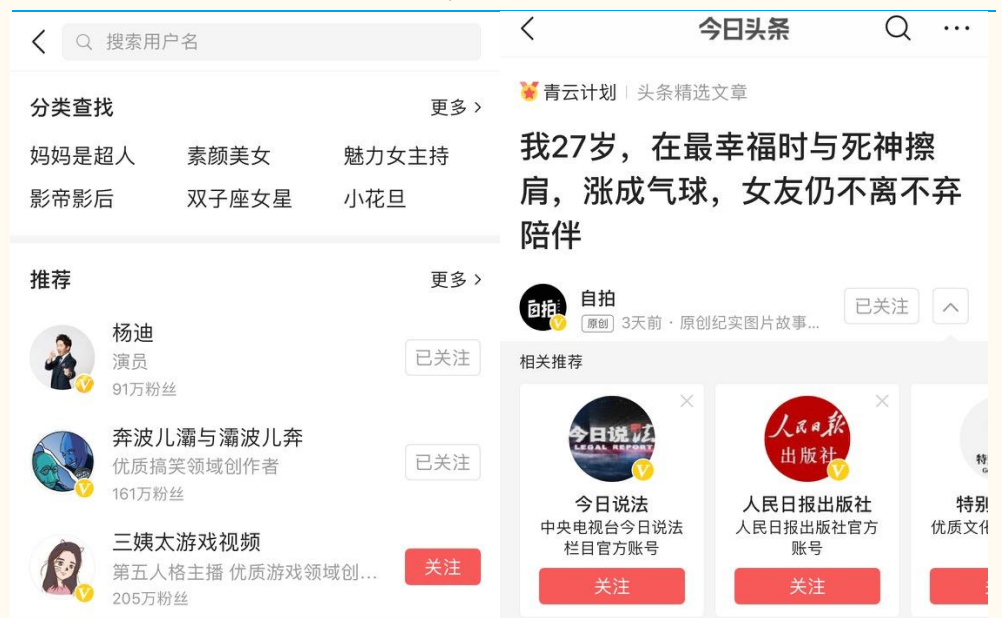 搜索用户名
分类查找
更多 >
妈妈是超人 素颜美女 魅力女主持
影帝影后 双子座女星 小花旦
推荐
更多 >
杨迪
演员
91万粉丝
已关注
奔波儿灞与灞波儿奔
优质搞笑领域创作者
161万粉丝
已关注
三姨太游戏视频
第五人格主播 优质游戏领域创...
205万粉丝
关注
今日头条
青云计划 | 头条精选文章
我27岁，在最幸福时与死神擦
肩，涨成气球，女友仍不离不弃
陪伴
自拍
自拍
原创 3天前 · 原创纪实图片故事...
已关注
相关推荐
今日说法
LEGAL REPORT
今日说法
中央电视台今日说法
栏目官方账号
关注
人民日报
出版社
人民日报出版社
人民日报出版社官方
账号
关注
特别
优质文化